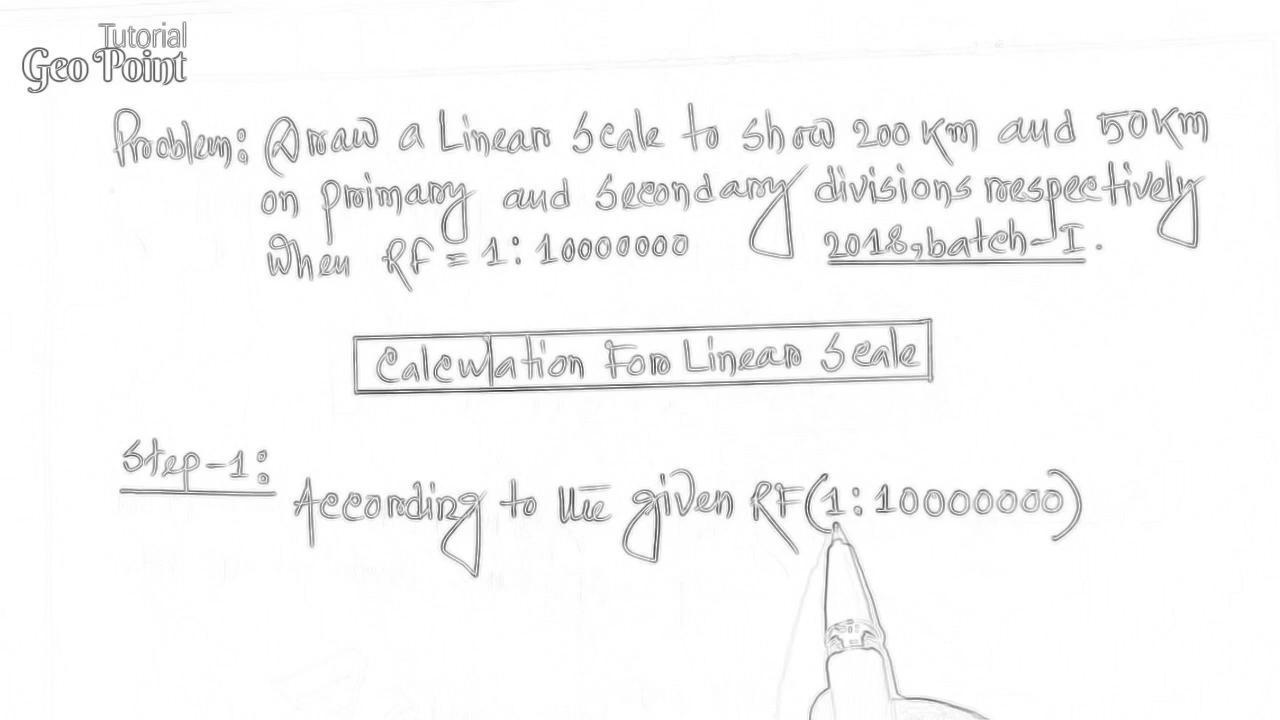 Tutorial
Geo Point
Problem: Draw a Linear Scale to show 200 Km and 50 Km
on primary and secondary divisions respectively
when RF = 1:10000000 2018, batch-I.
Calculation For Linear Scale
Step-1:
According to the given RF (1:10000000)